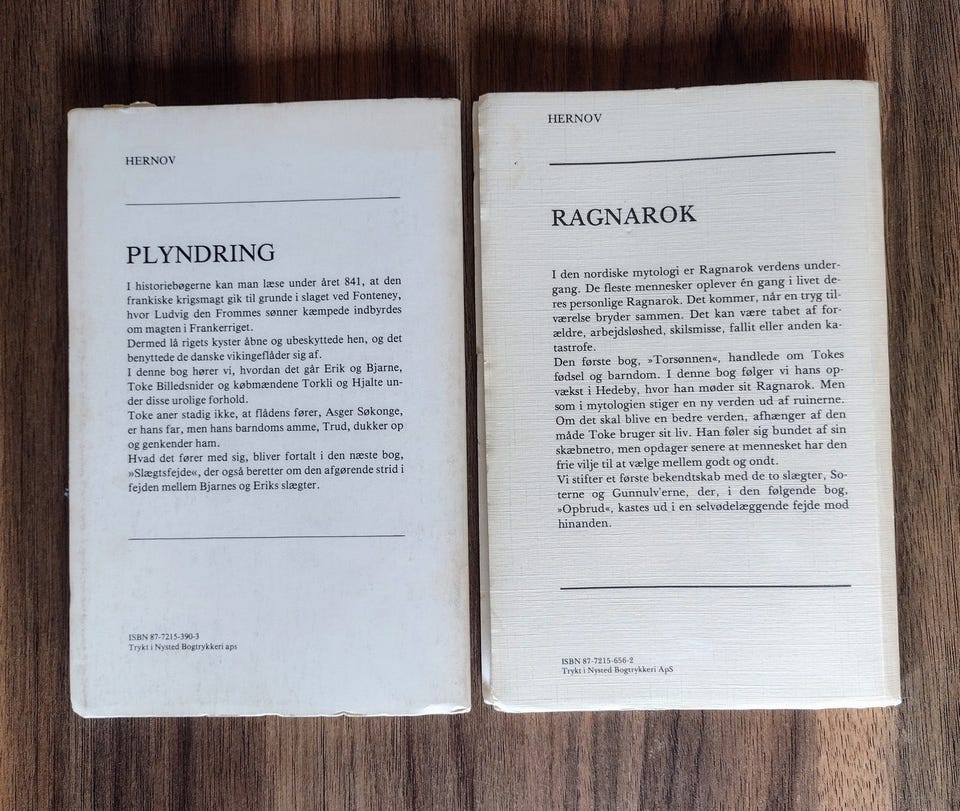 HERNOV
PLYNDRING
I historiebøgerne kan man læse under året 841, at den
frankiske krigsmagt gik til grunde i slaget ved Fonteney,
hvor Ludvig den Frommes sønner kæmpede indbyrdes
om magten i Frankerriget.
Dermed lå rigets kyster åbne og ubeskyttede hen, og det
benyttede de danske vikingeflåder sig af.
I denne bog hører vi, hvordan det går Erik og Bjarne,
Toke Billedsnider og købmændene Torkli og Hjalte un-
der disse urolige forhold.
Toke aner stadig ikke, at flådens fører, Asger Søkonge,
er hans far, men hans barndoms amme, Trud, dukker op
og genkender ham.
Hvad det fører med sig, bliver fortalt i den næste bog,
»Slægtsfejde«, der også beretter om den afgørende strid i
fejden mellem Bjarnes og Eriks slægter.
ISBN 87-7215-390-3
Trykt i Nysted Bogtrykkeri aps
HERNOV
RAGNAROK
I den nordiske mytologi er Ragnarok verdens under-
gang. De fleste mennesker oplever én gang i livet de-
res personlige Ragnarok. Det kommer, når en tryg til-
værelse bryder sammen. Det kan være tabet af for-
ældre, arbejdsløshed, skilsmisse, fallit eller anden ka-
tastrofe.
Den første bog, »Torsønnen«, handlede om Tokes
fødsel og barndom. I denne bog følger vi hans op-
vækst i Hedeby, hvor han møder sit Ragnarok. Men
som i mytologien stiger en ny verden ud af ruinerne.
Om det skal blive en bedre verden, afhænger af den
måde Toke bruger sit liv. Han føler sig bundet af sin
skæbnetro, men opdager senere at mennesket har den
frie vilje til at vælge mellem godt og ondt.
Vi stifter et første bekendtskab med de to slægter, So-
terne og Gunnulv'erne, der, i den følgende bog,
»Opbrud«, kastes ud i en selvødelæggende fejde mod
hinanden.
ISBN 87-7215-656-2
Trykt i Nysted Bogtrykkeri ApS